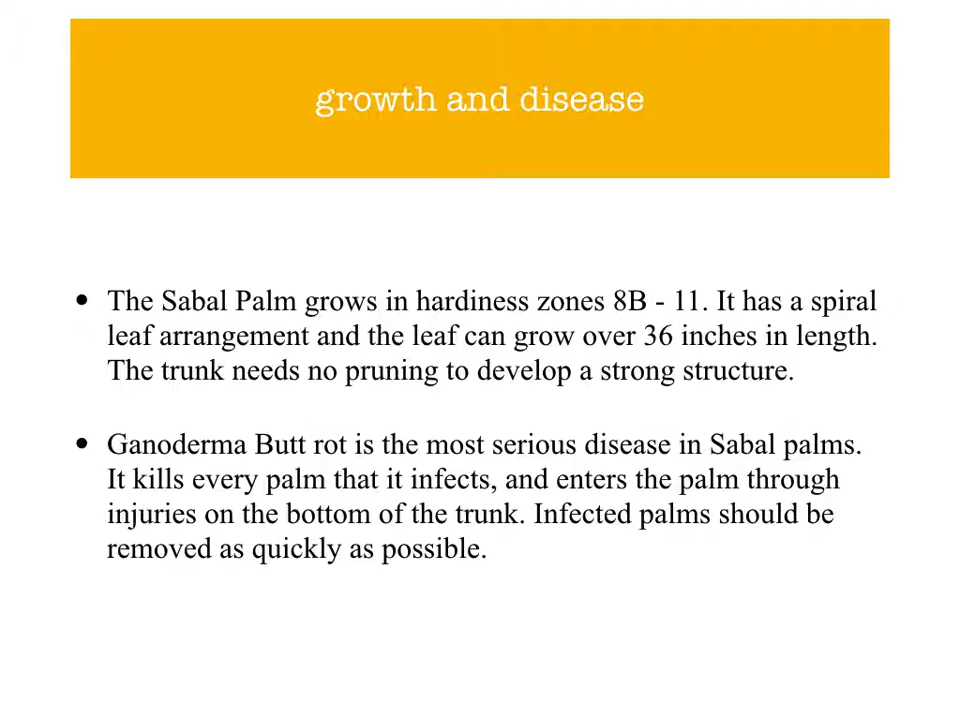 growth and disease
• The Sabal Palm grows in hardiness zones 8B - 11. It has a spiral
leaf arrangement and the leaf can grow over 36 inches in length.
The trunk needs no pruning to develop a strong structure.
• Ganoderma Butt rot is the most serious disease in Sabal palms.
It kills every palm that it infects, and enters the palm through
injuries on the bottom of the trunk. Infected palms should be
removed as quickly as possible.